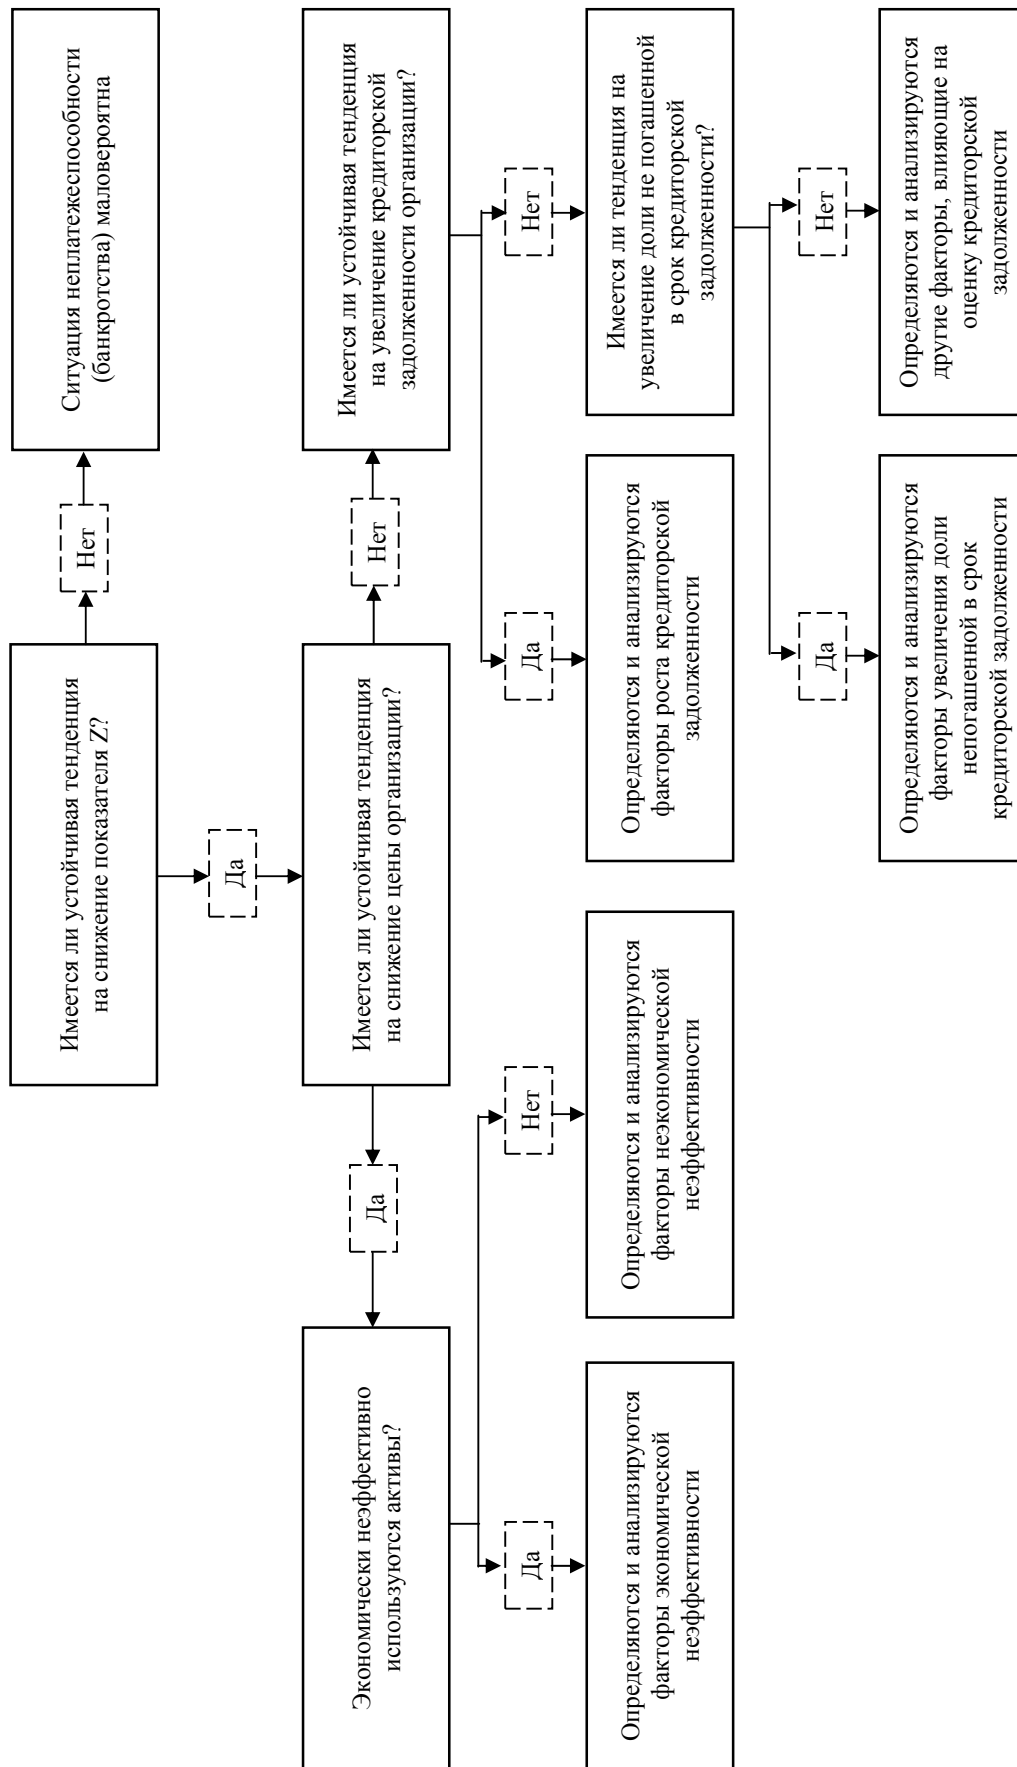 Имеется ли устойчивая тенденция
на снижение показателя Z?
Нет
Ситуация неплатежеспособности
(банкротства) маловероятна
Да
Экономически неэффективно
используются активы?
Да
Имеется ли устойчивая тенденция
на снижение цены организации?
Нет
Имеется ли устойчивая тенденция
на увеличение кредиторской
задолженности организации?
Да
Нет
Да
Нет
Определяются и анализируются
факторы экономической
неэффективности
Определяются и анализируются
факторы неэкономической
неэффективности
Определяются и анализируются
факторы роста кредиторской
задолженности
Имеется ли тенденция на
увеличение доли не погашенной
в срок кредиторской
задолженности?
Да
Нет
Определяются и анализируются
факторы увеличения доли
непогашенной в срок
кредиторской задолженности
Определяются и анализируются
другие факторы, влияющие на
оценку кредиторской
задолженности